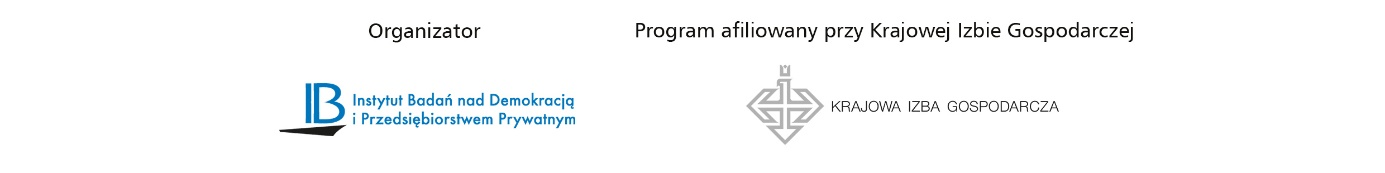 Organizator
Program afiliowany przy Krajowej Izbie Gospodarczej
IB Instytut Badań nad Demokracją
i Przedsiębiorstwem Prywatnym
KRAJOWA IZBA GOSPODARCZA